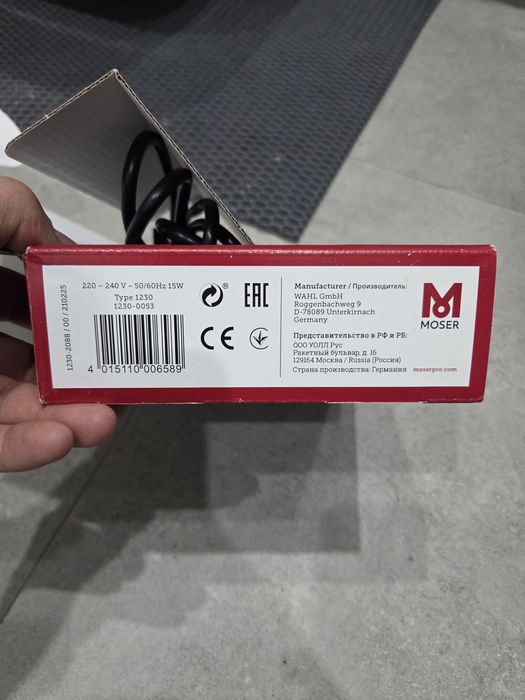 220 – 240 V ~ 50/60Hz 15W
Type 1230
1230-0053
4 015110 006589
1230-2088 / 00 / 210225
EAC
CE
Manufacturer / Производитель:
WAHL GmbH
Roggenbachweg 9
D-78089 Unterkirnach
Germany
Представительство в РФ и РБ:
ООО УОЛЛ Рус
Ракетный бульвар, д. 16
129164 Москва / Russia (Россия)
Страна производства: Германия
MOSER
moserpro.com